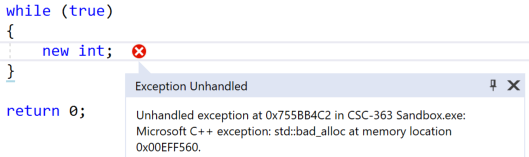 while (true)
{
new int;
}
return 0;
Exception Unhandled
Unhandled exception at 0x755BB4C2 in CSC-363 Sandbox.exe:
Microsoft C++ exception: std::bad_alloc at memory location
0x00EFF560.